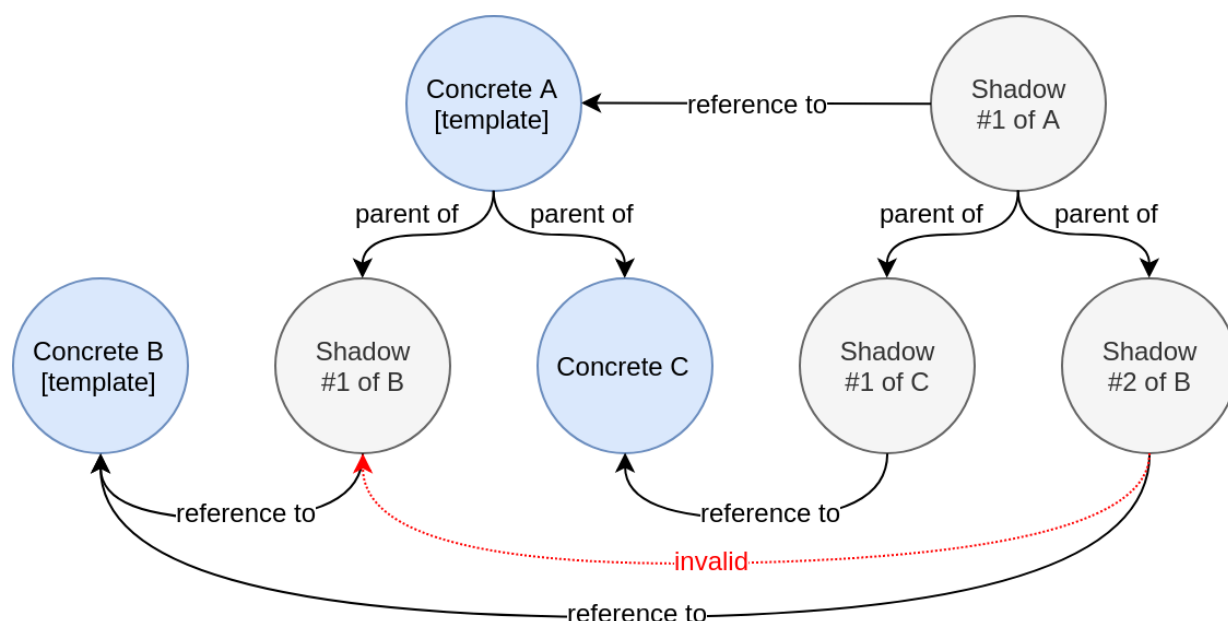 Concrete A
[template]
reference to
Shadow
#1 of A
parent of
parent of
parent of
parent of
Concrete B
[template]
Shadow
#1 of B
Concrete C
Shadow
#1 of C
Shadow
#2 of B
reference to
reference to
invalid
reference to